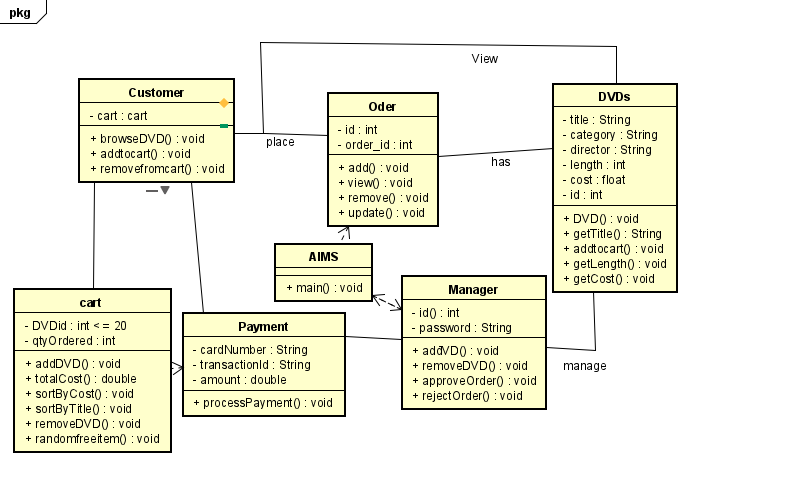 pkg
View
Customer
- cart : cart
+ browseDVD() : void
+ addtocart() : void
+ removefromcart() : void
place
Oder
- id : int
- order_id : int
+ add() : void
+ view() : void
+ remove() : void
+ update() : void
has
DVDs
- title : String
- category : String
- director : String
- length : int
- cost : float
- id : int
+ DVD() : void
+ getTitle() : String
+ addtocart() : void
+ getLength() : void
+ getCost() : void
AIMS
+ main() : void
Manager
- id() : int
- password : String
+ addVD() : void
+ removeDVD() : void
+ approveOrder() : void
+ rejectOrder() : void
manage
cart
- DVDid : int < = 20
- qtyOrdered : int
+ addDVD() : void
+ totalCost() : double
+ sortByCost() : void
+ sortByTitle() : void
+ removeDVD() : void
+ randomfreeitem() : void
Payment
- cardNumber : String
- transactionId : String
- amount : double
+ processPayment() : void